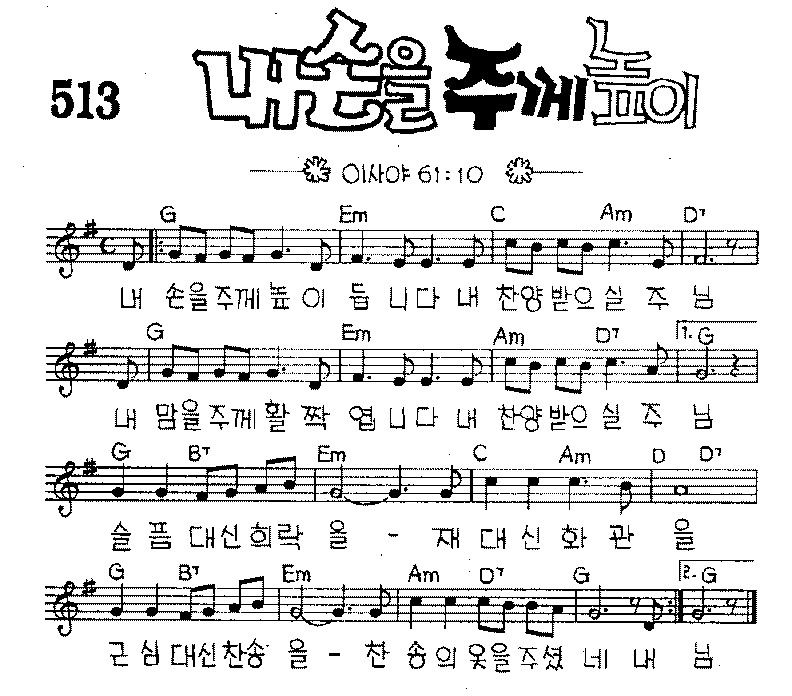 513 내 손을 주께 높이
이사야 61:10
G Em C Am D7
내 손을주께높이 듭니다 내 찬양받으실 주님
G Em Am D7 1. G
내 맘을주께활짝 엽니다 내 찬양받으실 주님
G B7 Em C Am D D7
슬픔대신희락을 - 재대신화관을
G B7 Em Am D7 G 2. G
근심대신찬송을 - 찬송의옷을주셨네 내 님